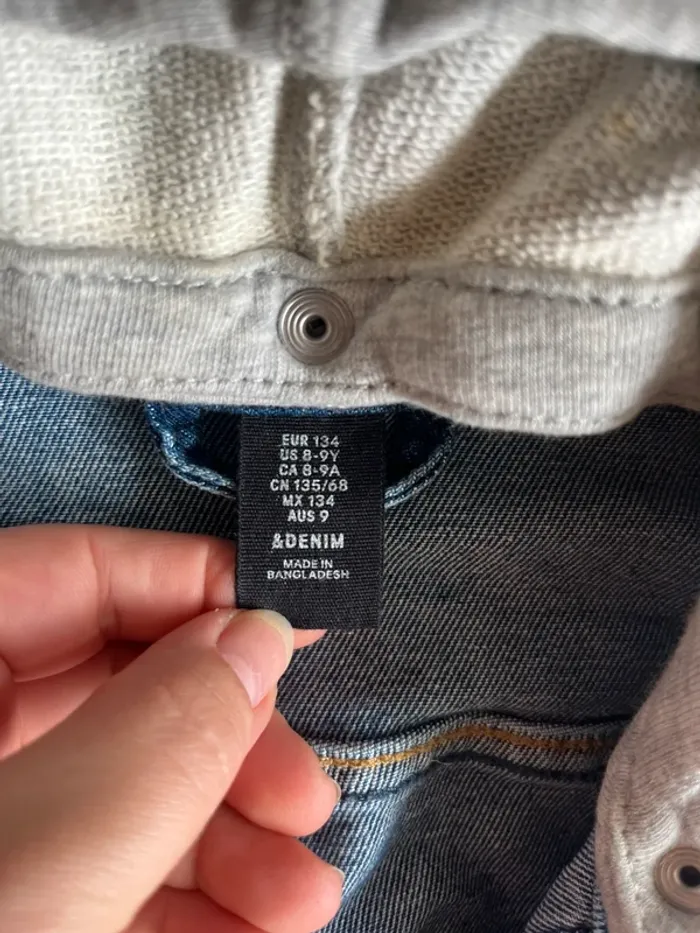 EUR 134
US 8-9Y
CA 8-9A
CN 135/68
MX 134
AUS 9
&DENIM
MADE IN
BANGLADESH